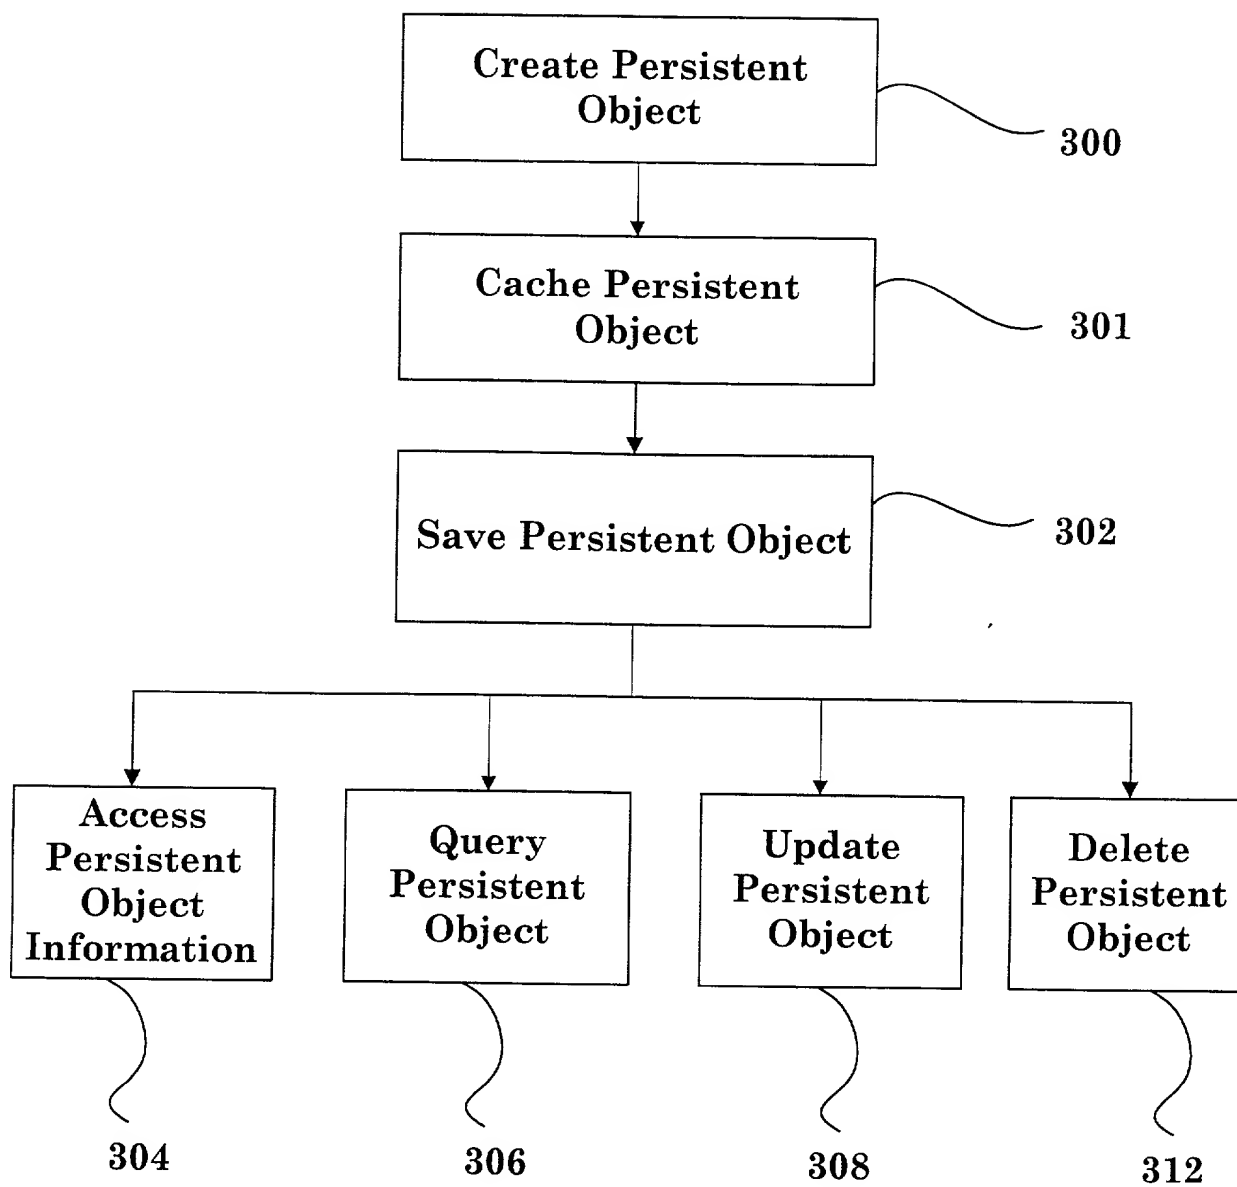 Create Persistent
Object
300
Cache Persistent
Object
301
Save Persistent Object
302
Access
Persistent
Object
Information
Query
Persistent
Object
Update
Persistent
Object
Delete
Persistent
Object
304
306
308
312